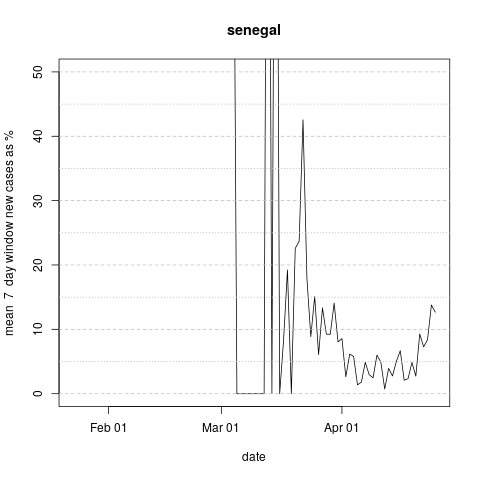 senegal
mean 7 day window new cases as %
50
40
30
20
10
0
Feb 01
Mar 01
Apr 01
date